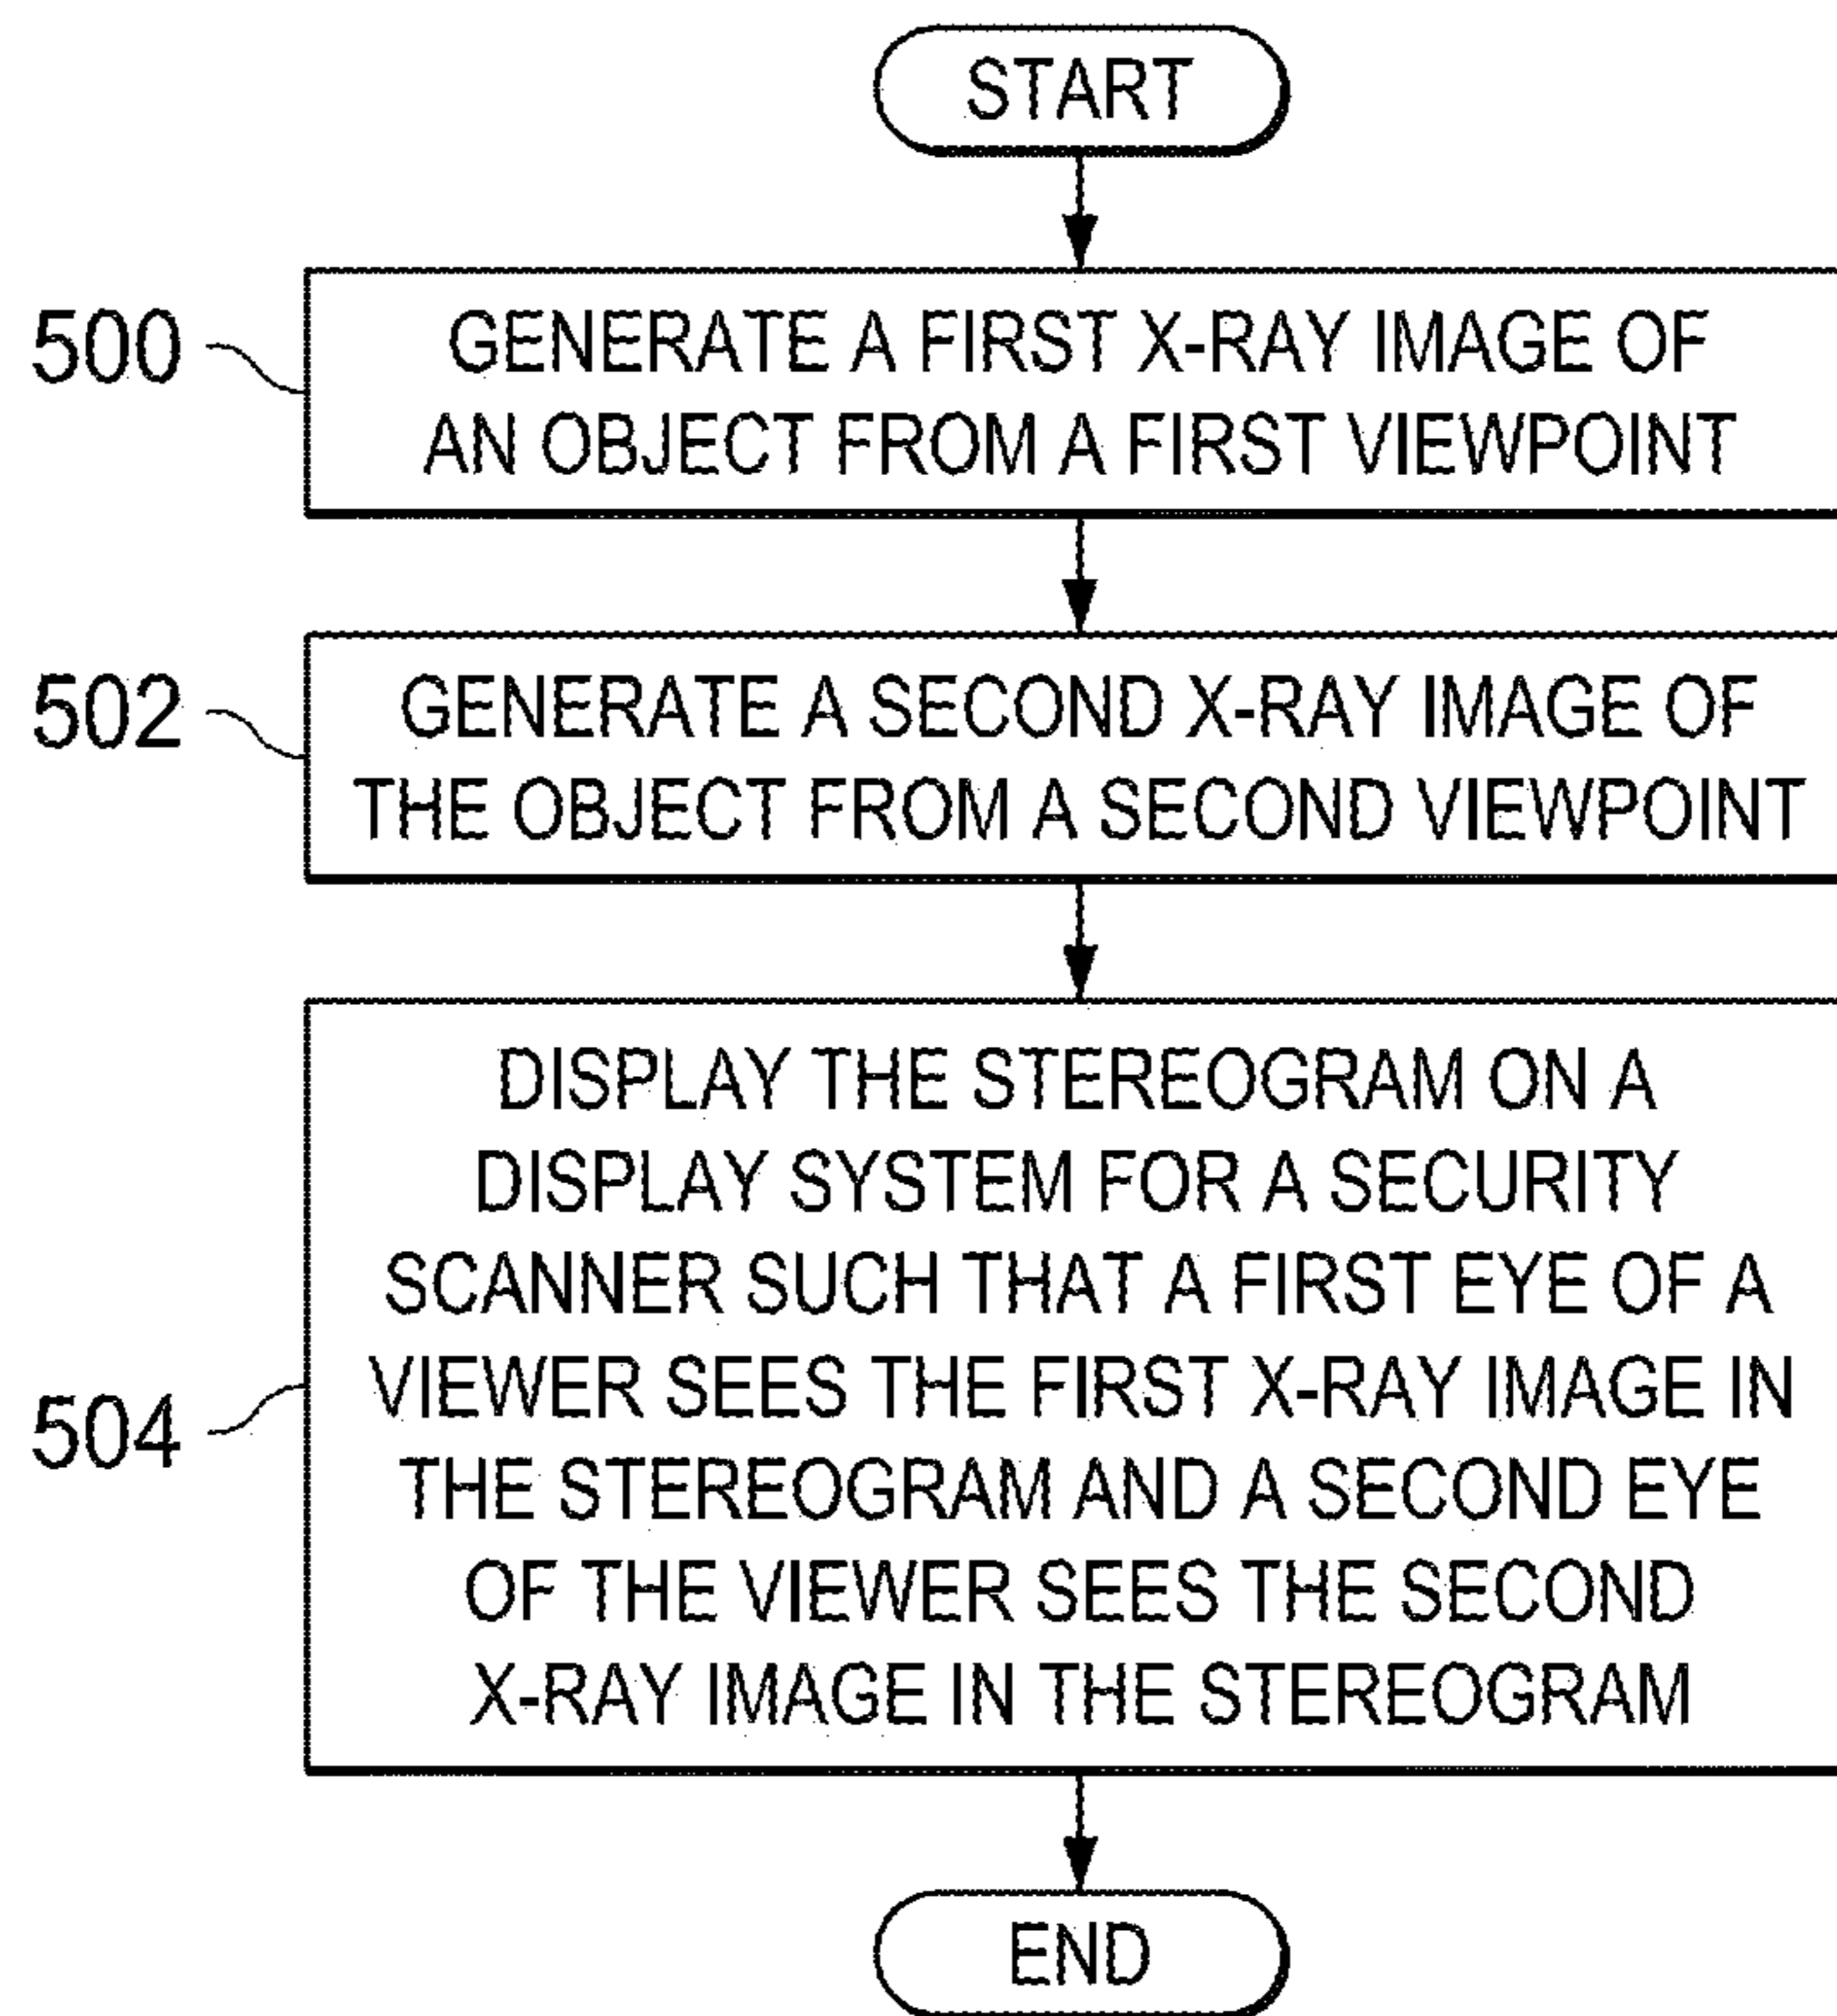 START
500
GENERATE A FIRST X-RAY IMAGE OF
AN OBJECT FROM A FIRST VIEWPOINT
502
GENERATE A SECOND X-RAY IMAGE OF
THE OBJECT FROM A SECOND VIEWPOINT
504
DISPLAY THE STEREOGRAM ON A
DISPLAY SYSTEM FOR A SECURITY
SCANNER SUCH THAT A FIRST EYE OF A
VIEWER SEES THE FIRST X-RAY IMAGE IN
THE STEREOGRAM AND A SECOND EYE
OF THE VIEWER SEES THE SECOND
X-RAY IMAGE IN THE STEREOGRAM
END